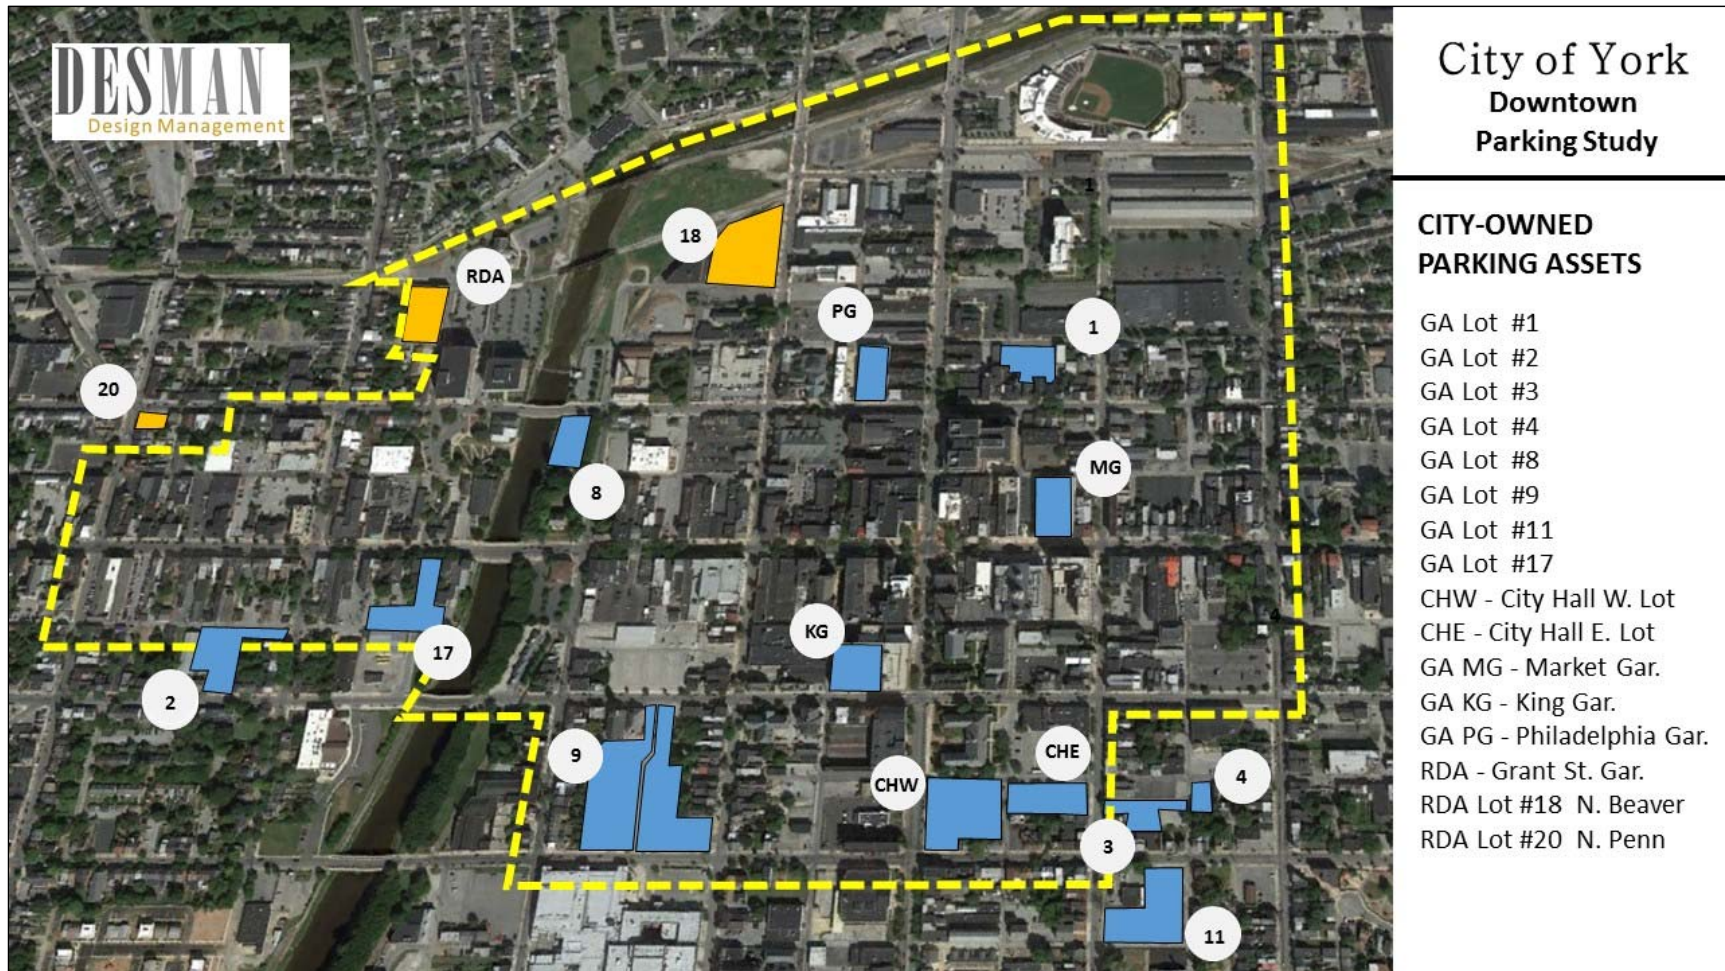 DESMAN
Design Management
City of York
Downtown
Parking Study
CITY-OWNED
PARKING ASSETS
GA Lot #1
GA Lot #2
GA Lot #3
GA Lot #4
GA Lot #8
GA Lot #9
GA Lot #11
GA Lot #17
CHW - City Hall W. Lot
CHE - City Hall E. Lot
GA MG - Market Gar.
GA KG - King Gar.
GA PG - Philadelphia Gar.
RDA - Grant St. Gar.
RDA Lot #18 N. Beaver
RDA Lot #20 N. Penn
1
18
RDA
PG
1
20
MG
8
4
KG
17
2
9
CHE
CHW
4
3
11